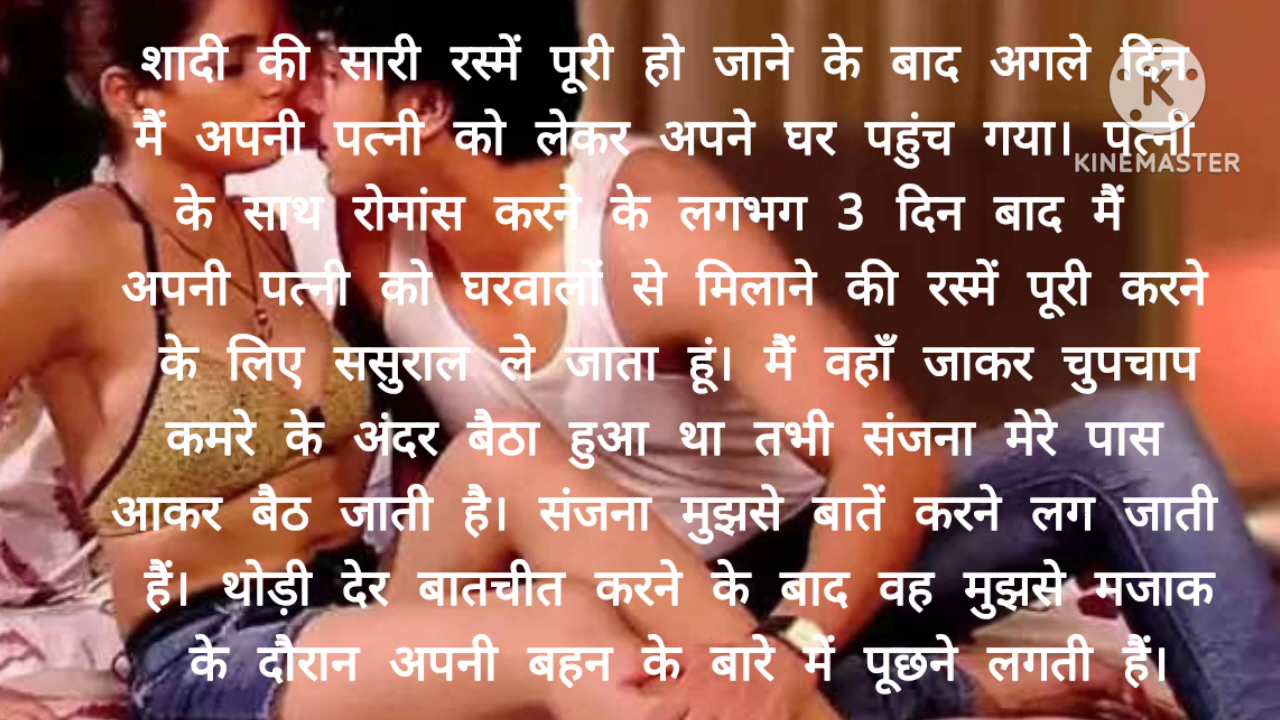 शादी की सारी रस्में पूरी हो जाने के बाद अगले दिन
मैं अपनी पत्नी को लेकर अपने घर पहुंच गया। पत्नी
KINEMASTER
के साथ रोमांस करने के लगभग 3 दिन बाद मैं
अपनी पत्नी को घरवालों से मिलाने की रस्में पूरी करने
के लिए ससुराल ले जाता हूं। मैं वहाँ जाकर चुपचाप
कमरे के अंदर बैठा हुआ था तभी संजना मेरे पास
आकर बैठ जाती है। संजना मुझसे बातें करने लग जाती
हैं। थोड़ी देर बातचीत करने के बाद वह मुझसे मजाक
के दौरान अपनी बहन के बारे में पूछने लगती हैं।